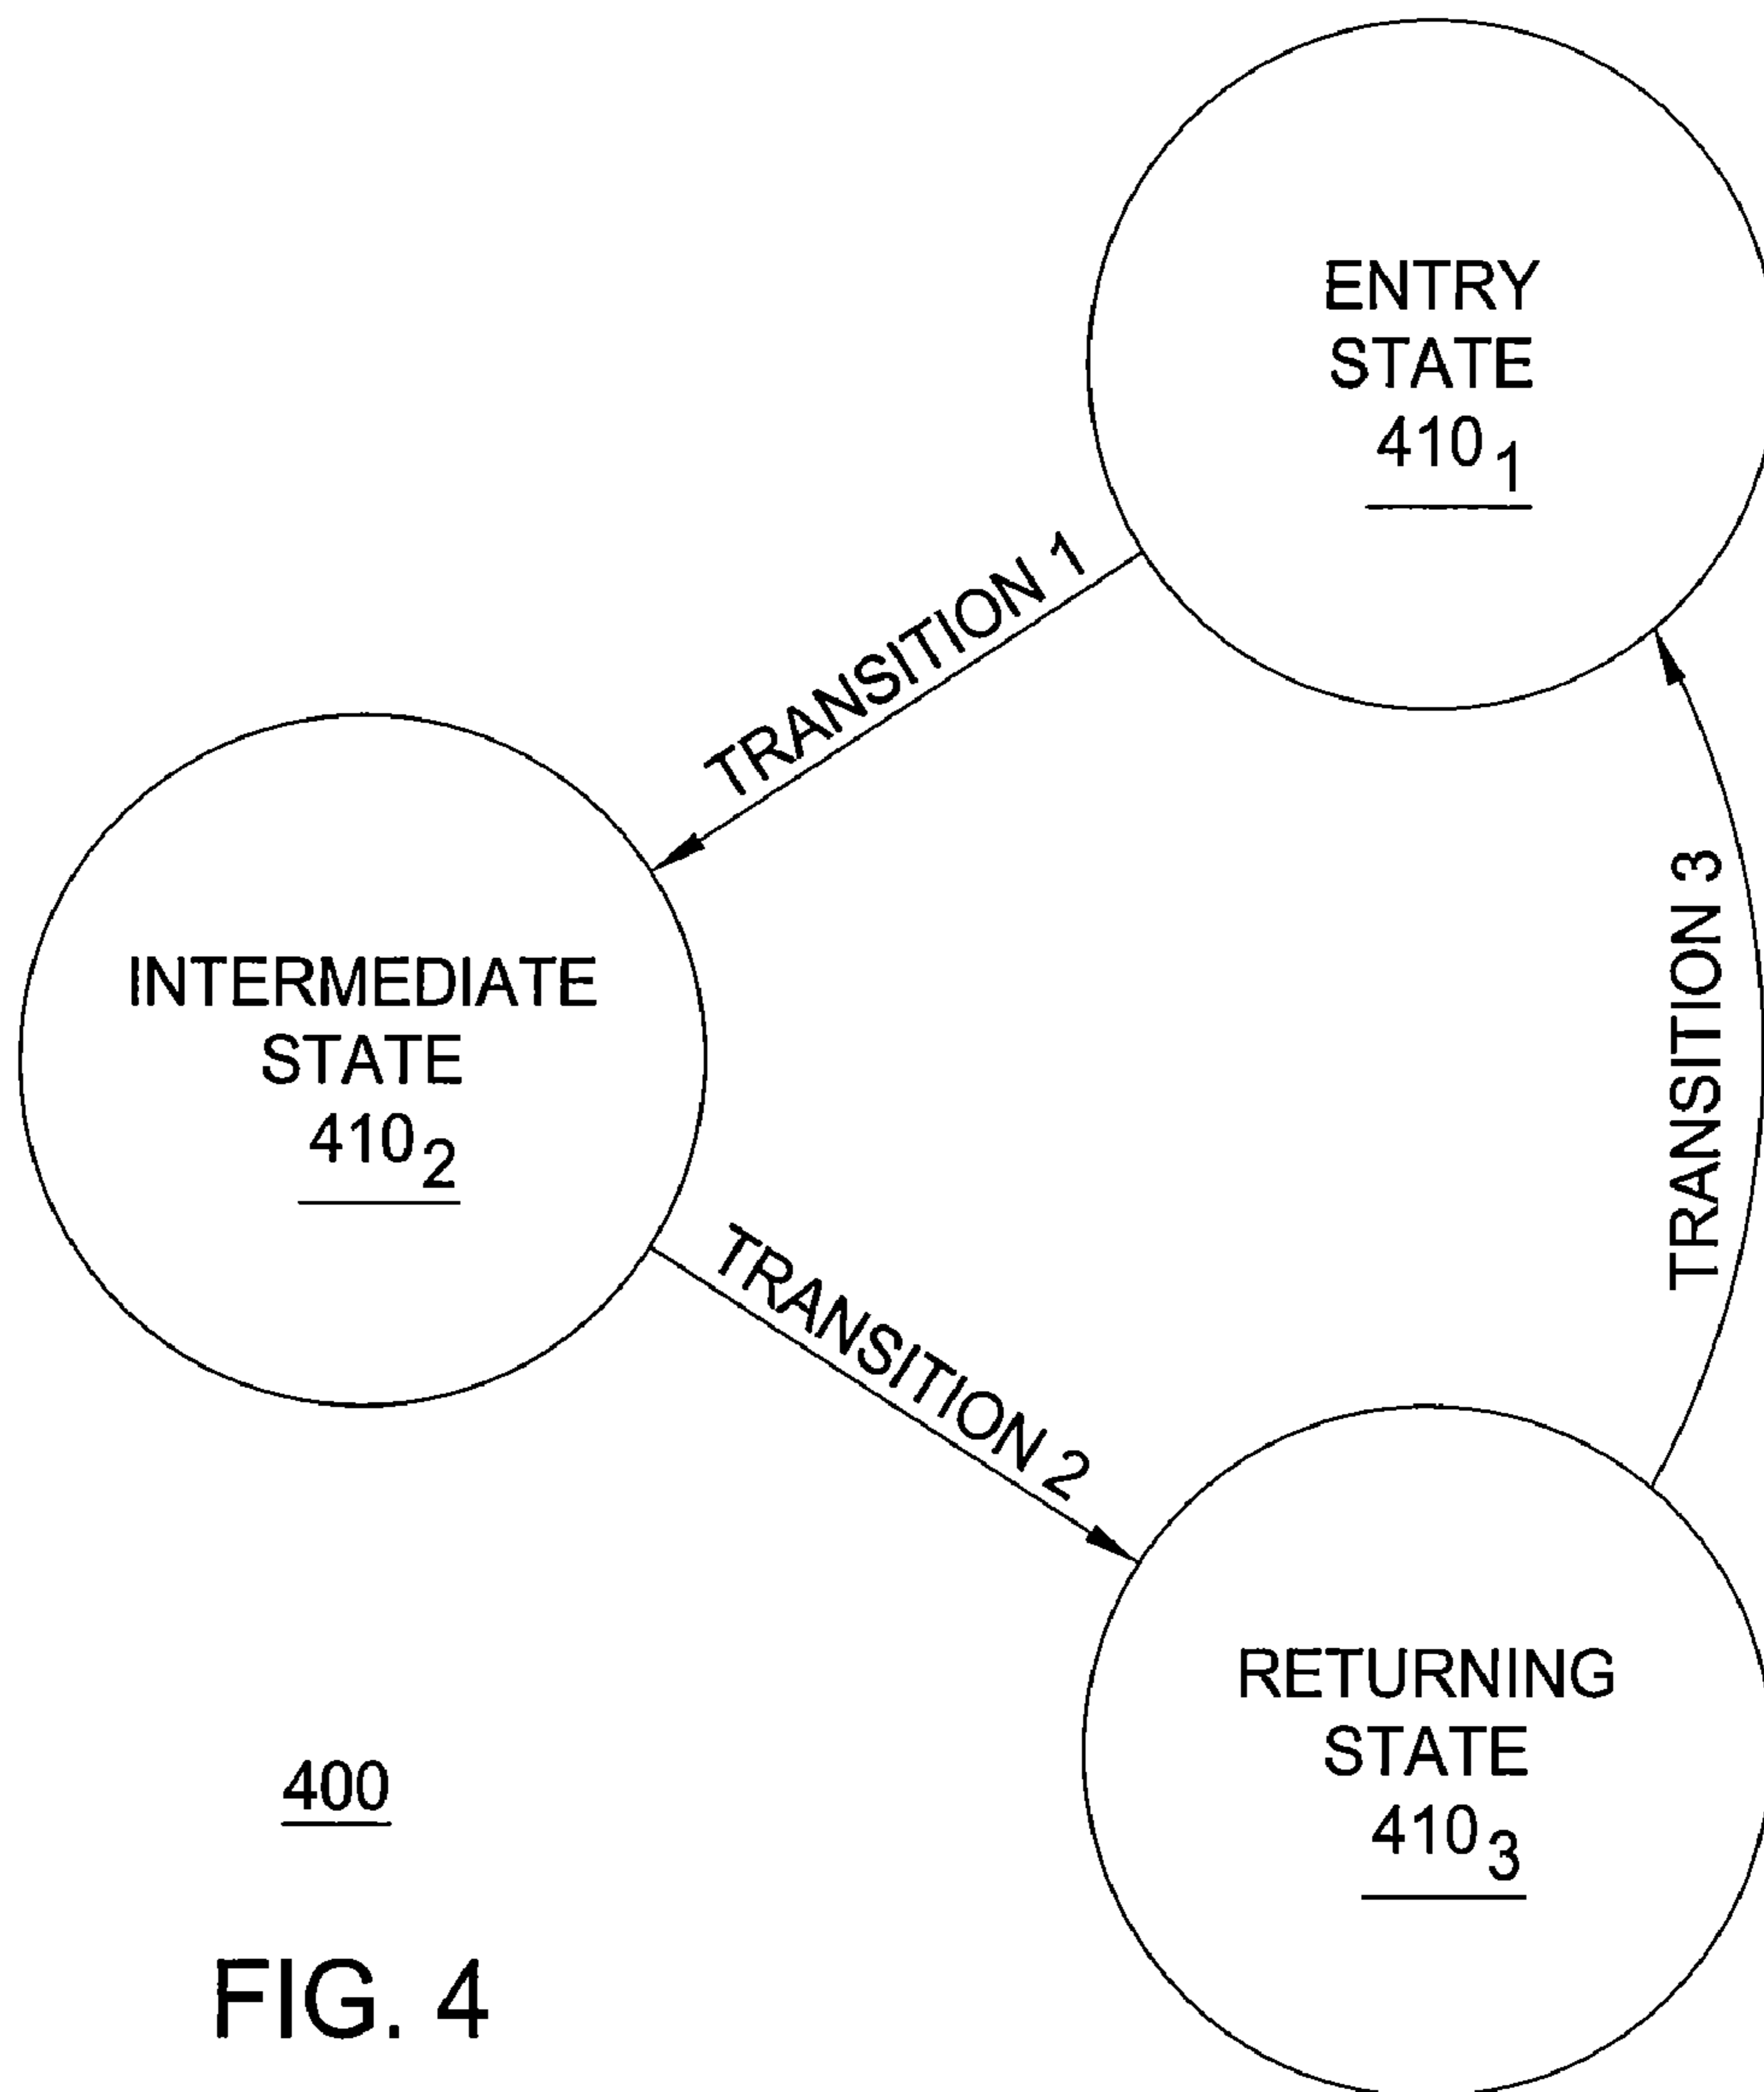 ENTRY
STATE
410₁
TRANSITION 1
INTERMEDIATE
STATE
410₂
TRANSITION 3
TRANSITION 2
RETURNING
STATE
410₃
400
FIG. 4